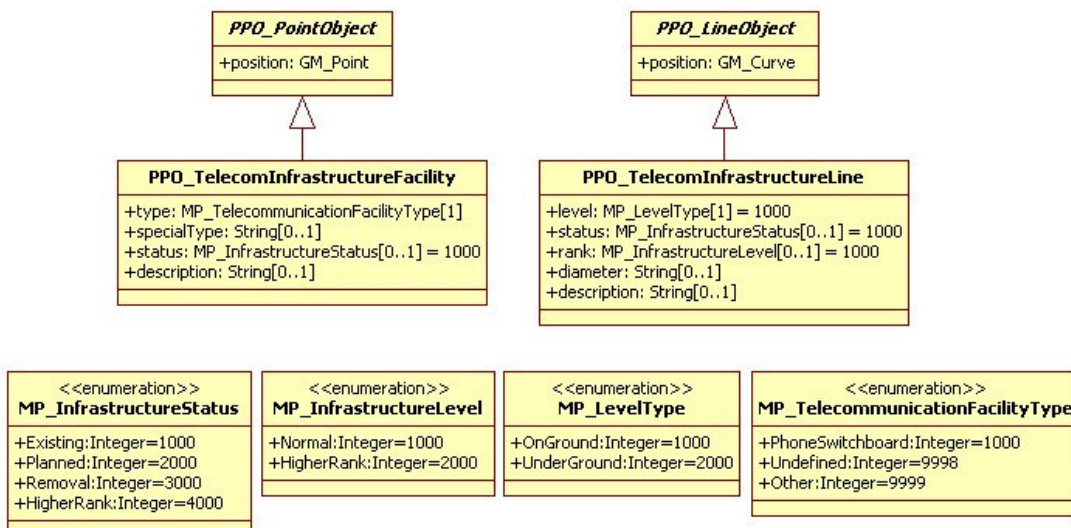 PPO_PointObject
+position: GM_Point
PPO_LineObject
+position: GM_Curve
PPO_TelecomInfrastructureFacility
+type: MP_TelecommunicationFacilityType[1]
+specialType: String[0..1]
+status: MP_InfrastructureStatus[0..1] = 1000
+description: String[0..1]
PPO_TelecomInfrastructureLine
+level: MP_LevelType[1] = 1000
+status: MP_InfrastructureStatus[0..1] = 1000
+rank: MP_InfrastructureLevel[0..1] = 1000
+diameter: String[0..1]
+description: String[0..1]
<<enumeration>>
MP_InfrastructureStatus
+Existing:Integer=1000
+Planned:Integer=2000
+Removal:Integer=3000
+HigherRank:Integer=4000
<<enumeration>>
MP_InfrastructureLevel
+Normal:Integer=1000
+HigherRank:Integer=2000
<<enumeration>>
MP_LevelType
+OnGround:Integer=1000
+UnderGround:Integer=2000
<<enumeration>>
MP_TelecommunicationFacilityType
+PhoneSwitchboard:Integer=1000
+Undefined:Integer=9998
+Other:Integer=9999